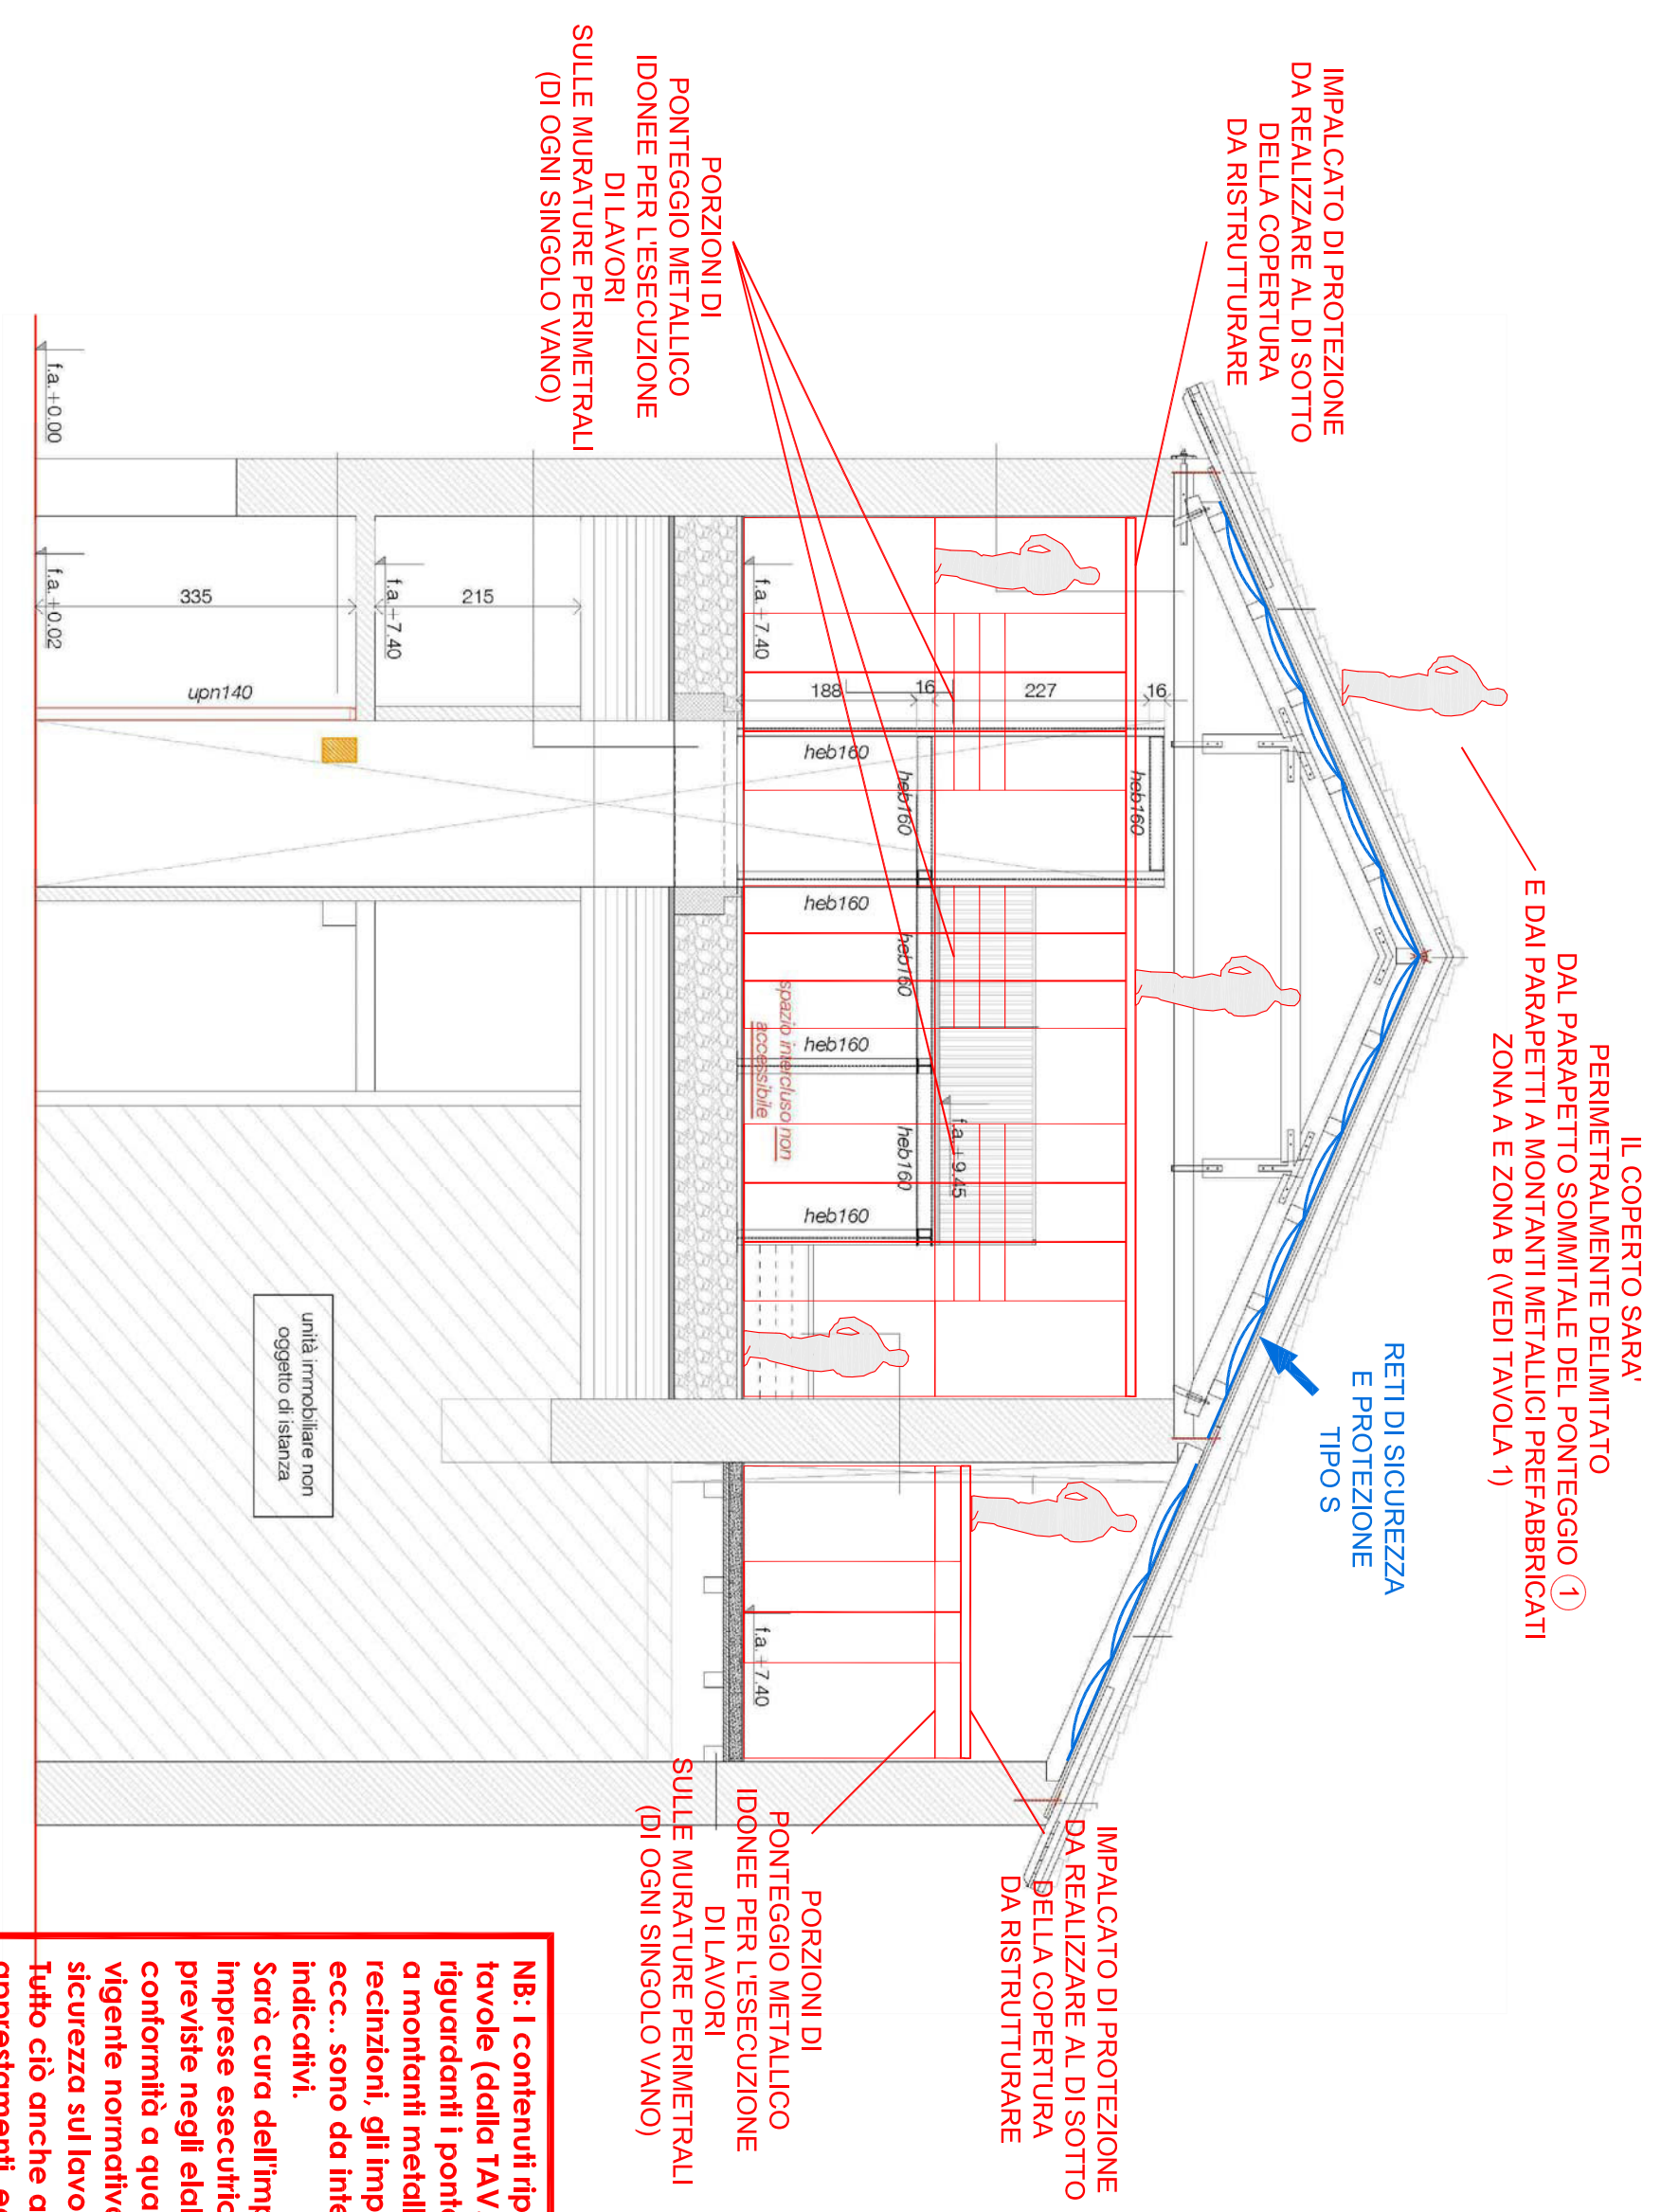 IL COPERTO SARA'
PERIMETRALMENTE DELIMITATO
DAL PARAPETTO SOMMITALE DEL PONTEGGIO 1
E DAI PARAPETTI A MONTANTI METALLICI PREFABBRICATI
ZONA A E ZONA B (VEDI TAVOLA 1)
IMPALCATO DI PROTEZIONE
DA REALIZZARE AL DI SOTTO
DELLA COPERTURA
DA RISTRUTTURARE
RETI DI SICUREZZA
E PROTEZIONE
TIPO S
PORZIONI DI
PONTEGGIO METALLICO
IDONEE PER L'ESECUZIONE
DI LAVORI
SULLE MURATURE PERIMETRALI
(DI OGNI SINGOLO VANO)
IMPALCATO DI PROTEZIONE
DA REALIZZARE AL DI SOTTO
DELLA COPERTURA
DA RISTRUTTURARE
PORZIONI DI
PONTEGGIO METALLICO
IDONEE PER L'ESECUZIONE
DI LAVORI
SULLE MURATURE PERIMETRALI
(DI OGNI SINGOLO VANO)
16
heb160
227
f.a.+9.45
16
heb160
heb160
heb160
188
heb160
heb160
heb160
heb160
spazio intercluso non
accessibile
f.a.+7.40
f.a.+7.40
215
f.a.+7.40
335
upn140
unità immobiliare non
oggetto di istanza
f.a.+0.00
f.a.+0.02
NB: I contenuti rip
tavole (dalla TAV.
riguardanti i ponte
a montanti metall
recinzioni, gli imp
ecc.. sono da inte
indicativi.
Sarà cura dell'imp
imprese esecutric
previste negli elab
conformità a qua
vigente normativa
sicurezza sul lavo
Tutto ciò anche a